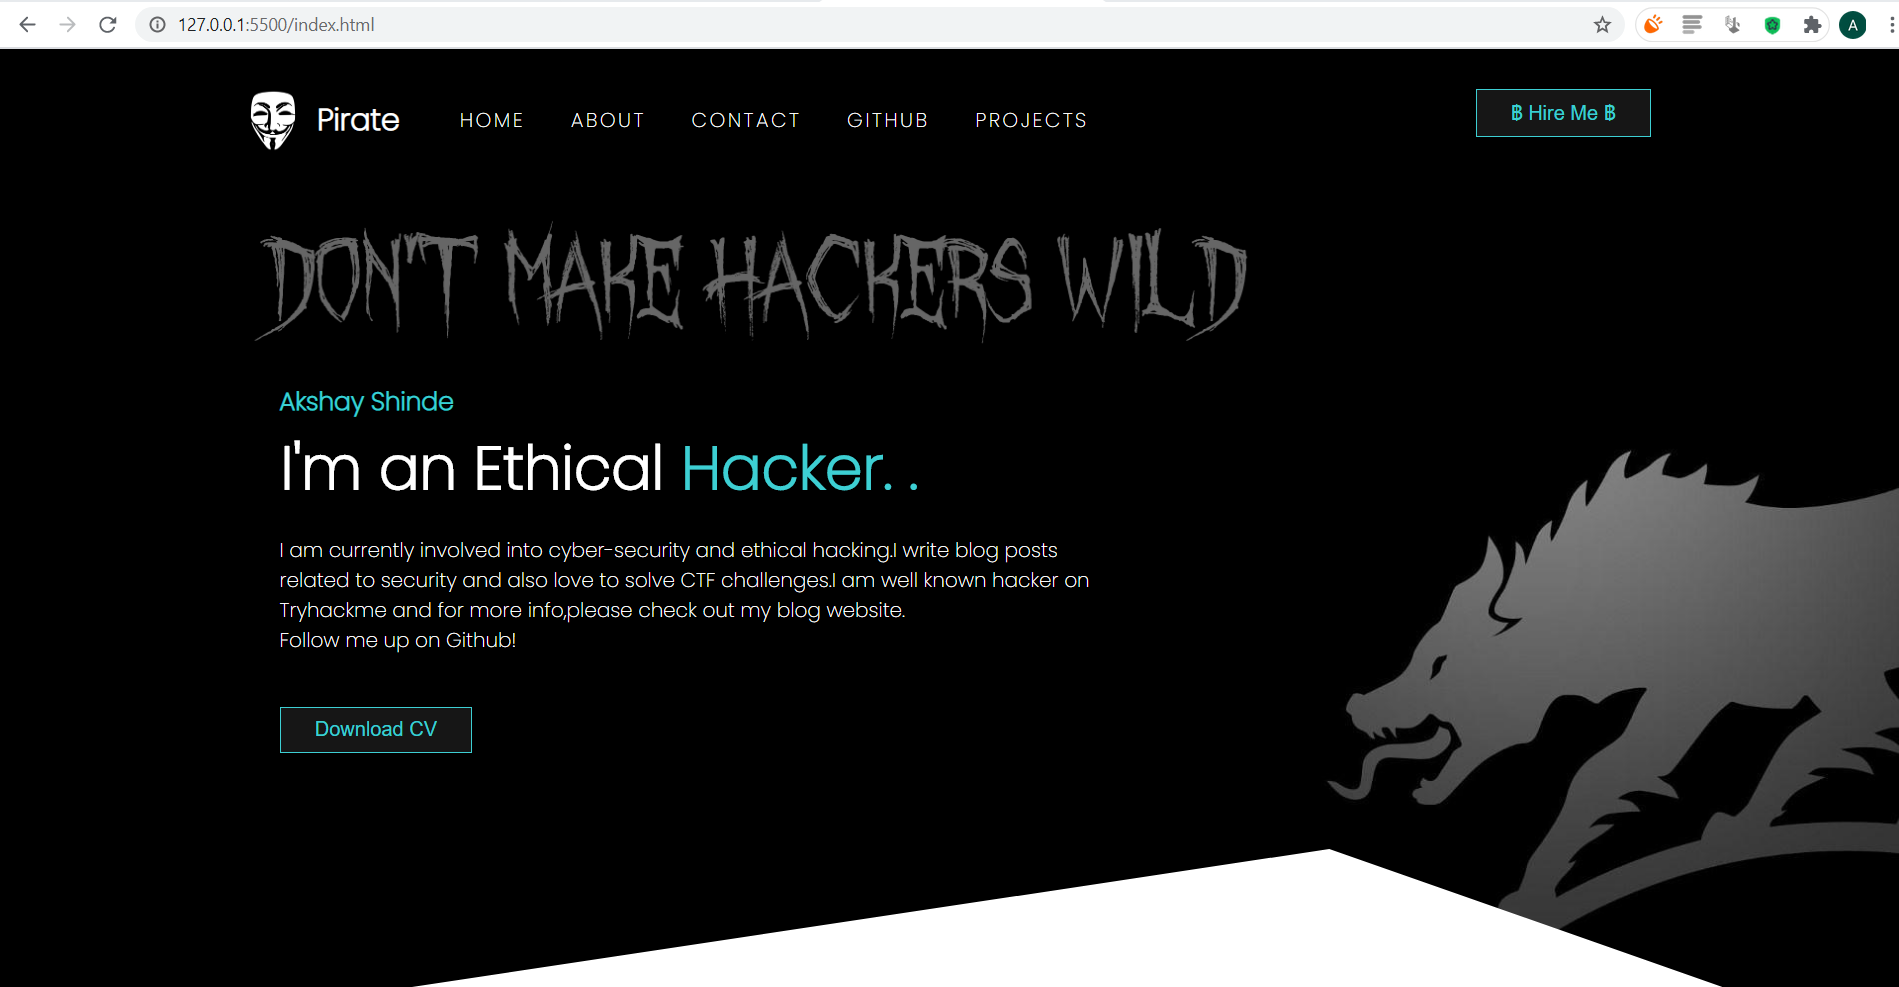 127.0.0.1:5500/index.html
A
Pirate
HOME ABOUT CONTACT GITHUB PROJECTS
฿ Hire Me ฿
DON'T MAKE HACKERS WILD
Akshay Shinde
I'm an Ethical Hacker. .
I am currently involved into cyber-security and ethical hacking.I write blog posts
related to security and also love to solve CTF challenges.I am well known hacker on
Tryhackme and for more info,please check out my blog website.
Follow me up on Github!
Download CV